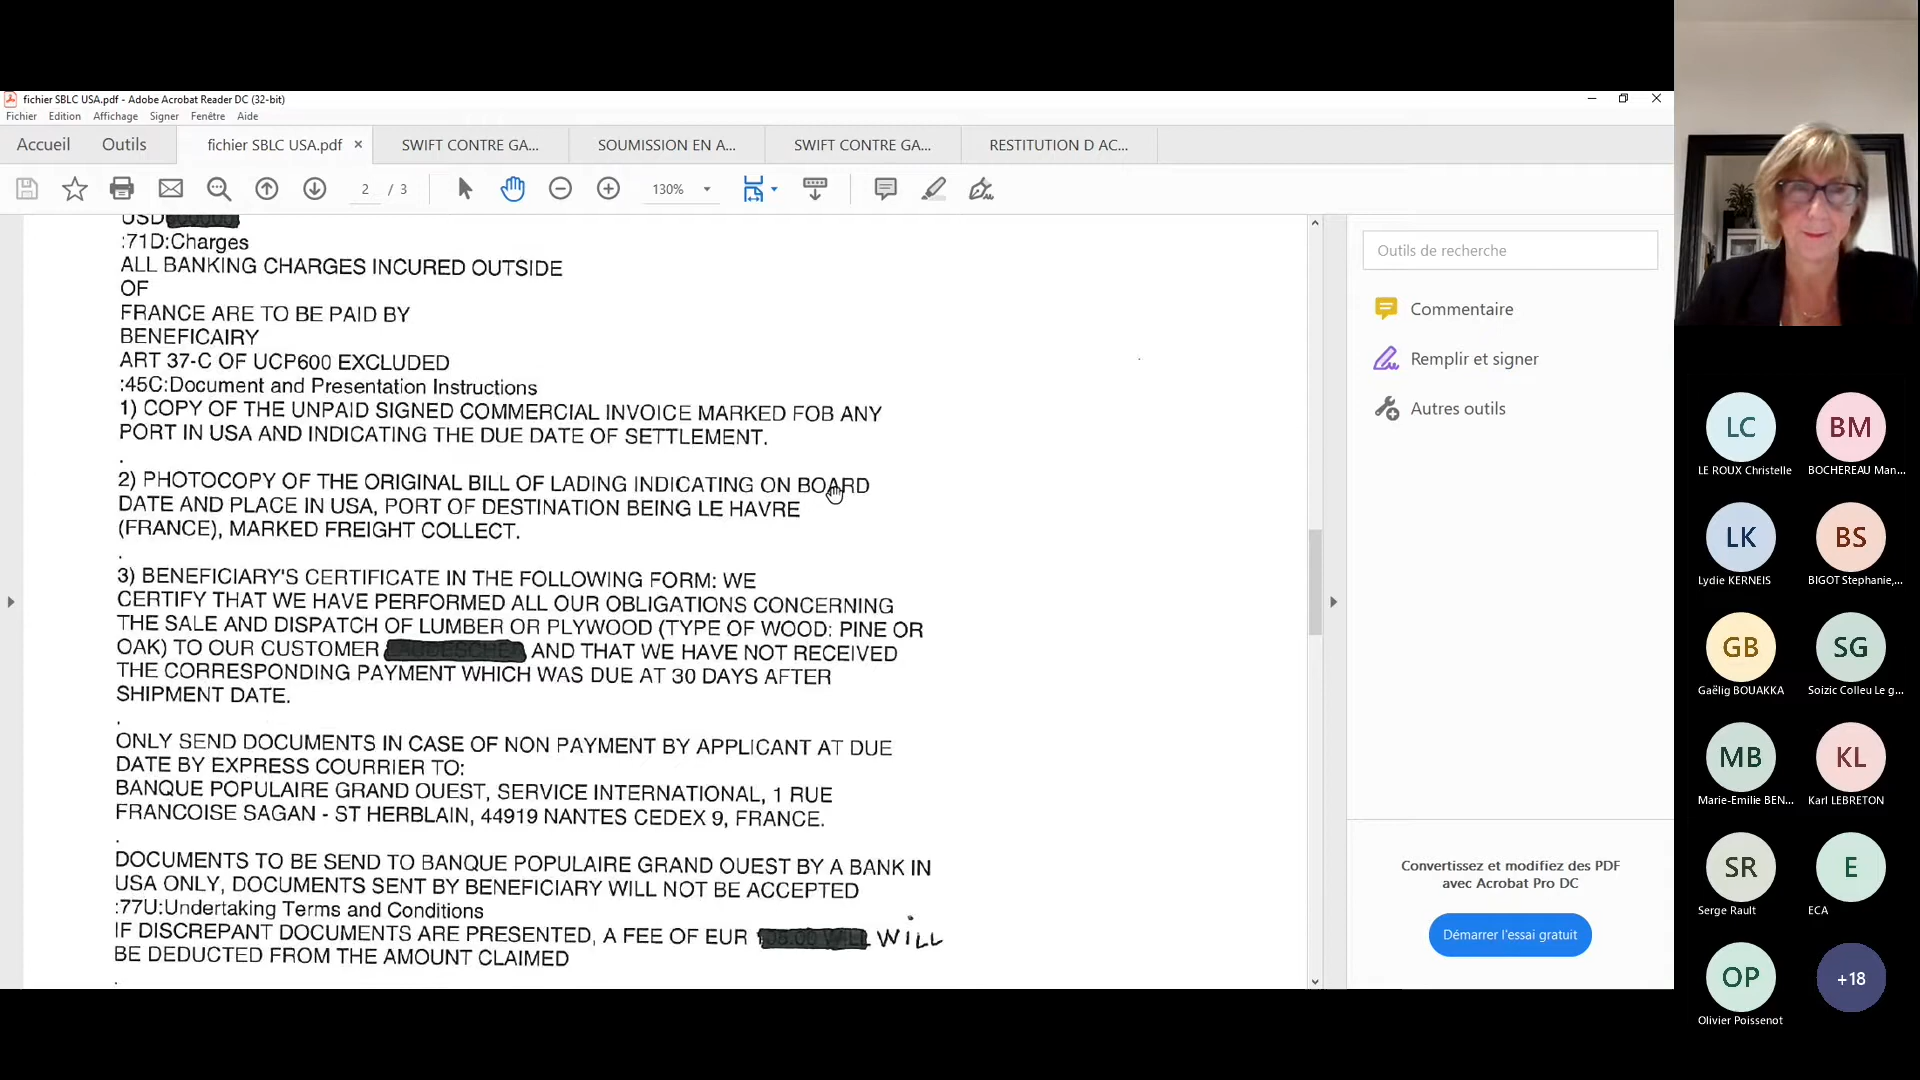 fichier SBLC USA.pdf - Adobe Acrobat Reader DC (32-bit)
Fichier Edition Affichage Signer Fenêtre Aide
Accueil Outils fichier SBLC USA.pdf × SWIFT CONTRE GA... SOUMISSION EN A... SWIFT CONTRE GA... RESTITUTION D AC...
2 / 3 130%
USD
:71D:Charges
ALL BANKING CHARGES INCURED OUTSIDE
OF
FRANCE ARE TO BE PAID BY
BENEFICAIRY
ART 37-C OF UCP600 EXCLUDED
:45C:Document and Presentation Instructions
1) COPY OF THE UNPAID SIGNED COMMERCIAL INVOICE MARKED FOB ANY
PORT IN USA AND INDICATING THE DUE DATE OF SETTLEMENT.
.
2) PHOTOCOPY OF THE ORIGINAL BILL OF LADING INDICATING ON BOARD
DATE AND PLACE IN USA, PORT OF DESTINATION BEING LE HAVRE
(FRANCE), MARKED FREIGHT COLLECT.
.
3) BENEFICIARY'S CERTIFICATE IN THE FOLLOWING FORM: WE
CERTIFY THAT WE HAVE PERFORMED ALL OUR OBLIGATIONS CONCERNING
THE SALE AND DISPATCH OF LUMBER OR PLYWOOD (TYPE OF WOOD: PINE OR
OAK) TO OUR CUSTOMER AND THAT WE HAVE NOT RECEIVED
THE CORRESPONDING PAYMENT WHICH WAS DUE AT 30 DAYS AFTER
SHIPMENT DATE.
.
ONLY SEND DOCUMENTS IN CASE OF NON PAYMENT BY APPLICANT AT DUE
DATE BY EXPRESS COURRIER TO:
BANQUE POPULAIRE GRAND OUEST, SERVICE INTERNATIONAL, 1 RUE
FRANCOISE SAGAN - ST HERBLAIN, 44919 NANTES CEDEX 9, FRANCE.
.
DOCUMENTS TO BE SEND TO BANQUE POPULAIRE GRAND OUEST BY A BANK IN
USA ONLY, DOCUMENTS SENT BY BENEFICIARY WILL NOT BE ACCEPTED
:77U:Undertaking Terms and Conditions
IF DISCREPANT DOCUMENTS ARE PRESENTED, A FEE OF EUR WILL
BE DEDUCTED FROM THE AMOUNT CLAIMED
.
Outils de recherche
Commentaire
Remplir et signer
Autres outils
Convertissez et modifiez des PDF
avec Acrobat Pro DC
Démarrer l'essai gratuit
LC BM
LE ROUX Christelle BOCHEREAU Man...
LK BS
Lydie KERNEIS BIGOT Stephanie,...
GB SG
Gaëlig BOUAKKA Soizic Colleu Le g...
MB KL
Marie-Emilie BEN... Karl LEBRETON
SR E
Serge Rault ECA
OP +18
Olivier Poissenot